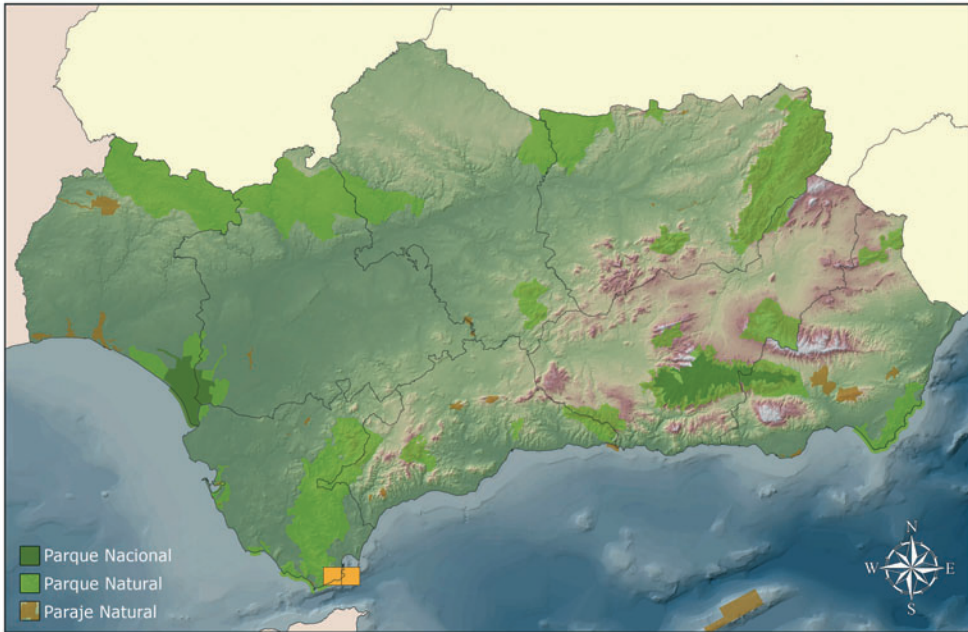 Parque Nacional
Parque Natural
Paraje Natural
N
W E
S